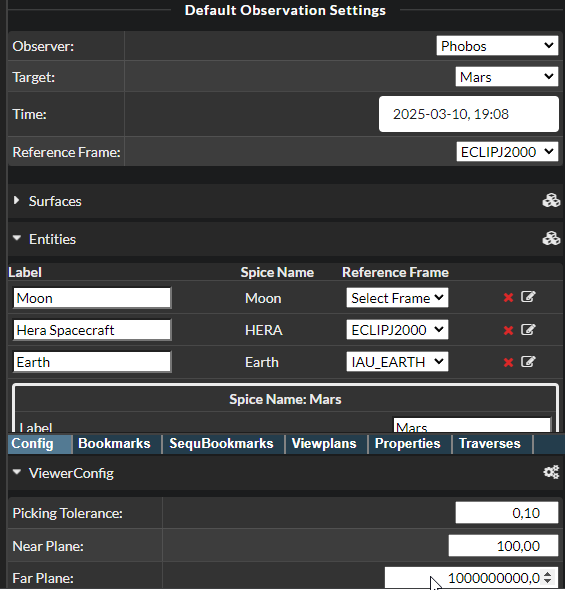 Default Observation Settings
Observer: Phobos
Target: Mars
Time: 2025-03-10, 19:08
Reference Frame: ECLIPJ2000
Surfaces
Entities
Label Spice Name Reference Frame
Moon Moon Select Frame
Hera Spacecraft HERA ECLIPJ2000
Earth Earth IAU_EARTH
Spice Name: Mars
Label Mars
Config Bookmarks SequBookmarks Viewplans Properties Traverses
ViewerConfig
Picking Tolerance: 0,10
Near Plane: 100,00
Far Plane: 1000000000,0